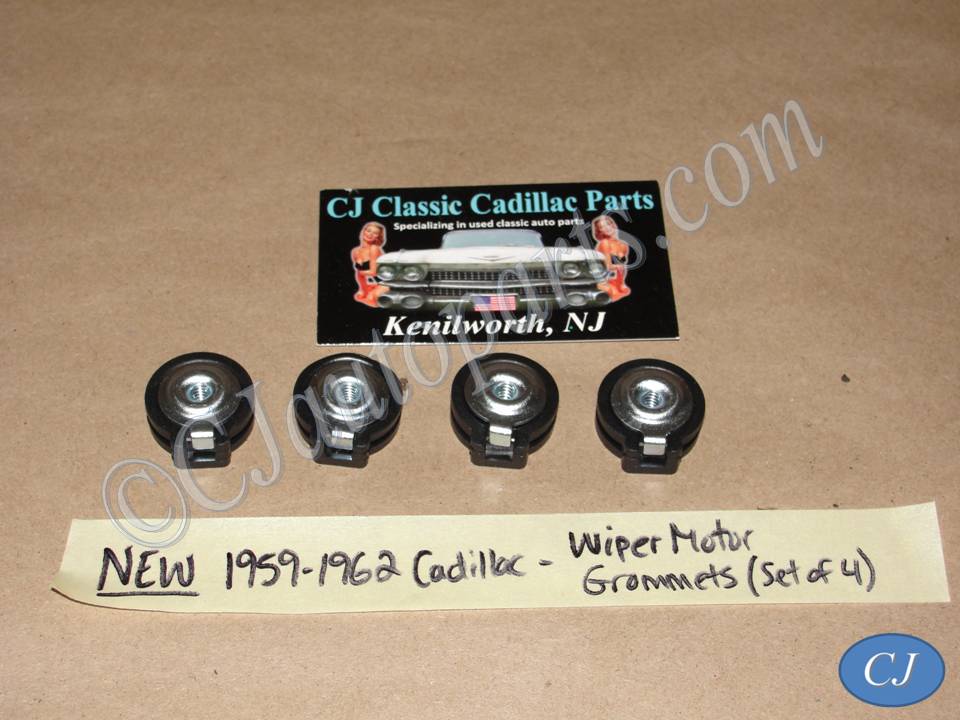 CJ Classic Cadillac Parts
Specializing in used classic auto parts
Kenilworth, NJ
©CJautoparts.com
NEW 1959-1962 Cadillac - Wiper Motor
Grommets (Set of 4)
CJ